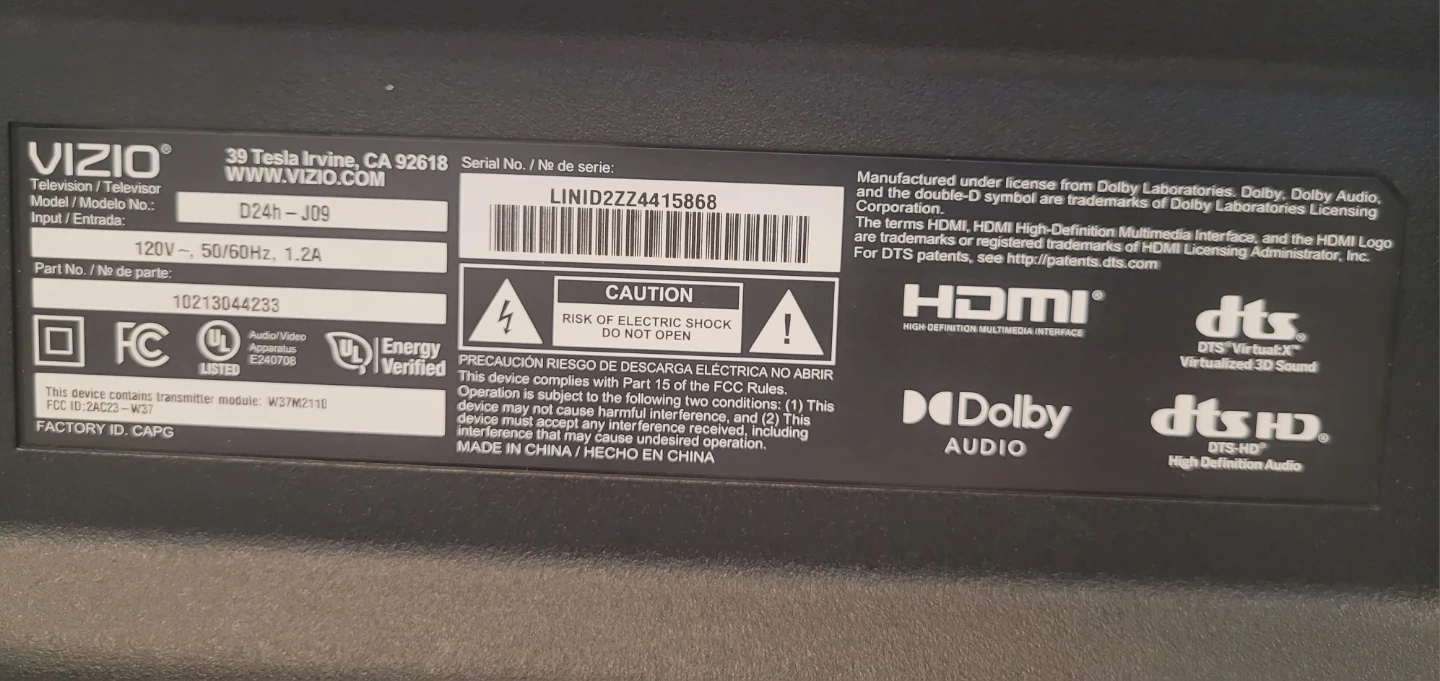 VIZIO®
39 Tesla Irvine, CA 92618
WWW.VIZIO.COM
Television / Televisor
Model / Modelo No.:
D24h-J09
Input / Entrada:
120V~, 50/60Hz, 1.2A
Part No. / № de parte:
10213044233
FC
UL
LISTED
Audio/Video
Apparatus
E240708
UL
Energy
Verified
This device contains transmitter module: W37M2110
FCC ID:2AC23-W37
FACTORY ID. CAPG
Serial No. / № de serie:
LINID2ZZ4415868
CAUTION
RISK OF ELECTRIC SHOCK
DO NOT OPEN
!
PRECAUCIÓN RIESGO DE DESCARGA ELÉCTRICA NO ABRIR
This device complies with Part 15 of the FCC Rules.
Operation is subject to the following two conditions: (1) This
device may not cause harmful interference, and (2) This
device must accept any interference received, including
interference that may cause undesired operation.
MADE IN CHINA / HECHO EN CHINA
Manufactured under license from Dolby Laboratories. Dolby, Dolby Audio,
and the double-D symbol are trademarks of Dolby Laboratories Licensing
Corporation.
The terms HDMI, HDMI High-Definition Multimedia Interface, and the HDMI Logo
are trademarks or registered trademarks of HDMI Licensing Administrator, Inc.
For DTS patents, see http://patents.dts.com
HDMI®
HIGH-DEFINITION MULTIMEDIA INTERFACE
dts®
DTS® Virtual:X™
Virtualized 3D Sound
Dolby
AUDIO
dts HD®
DTS-HD®
High Definition Audio